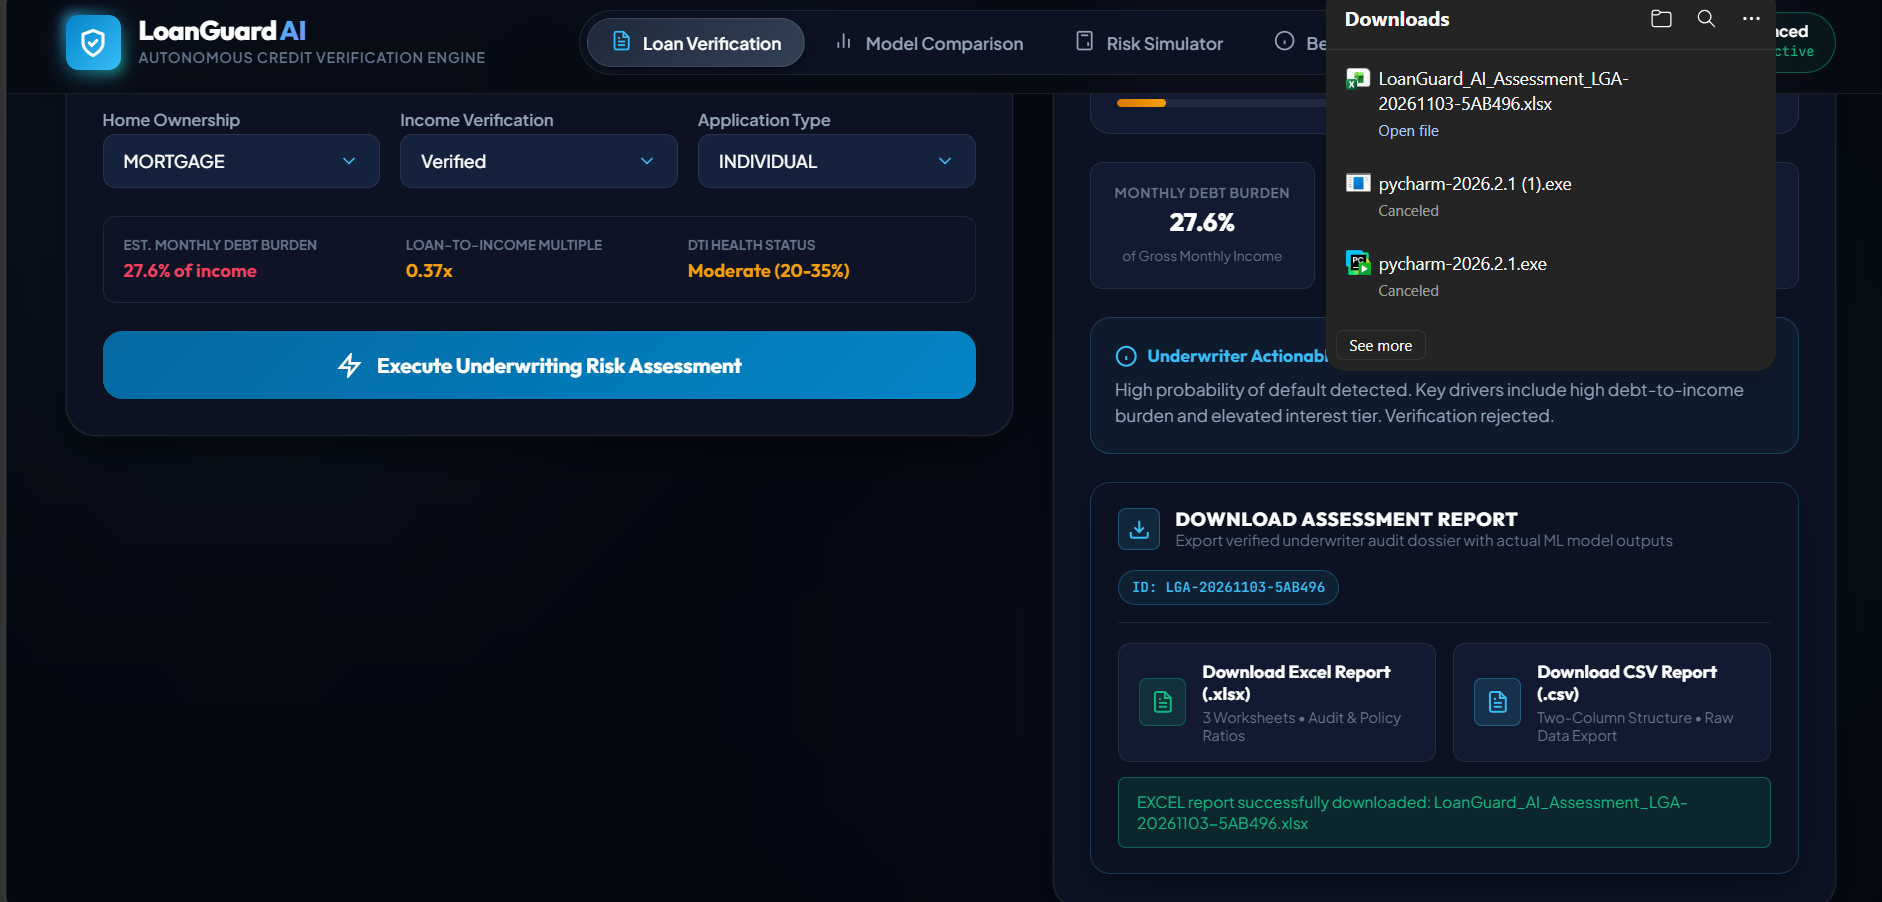 LoanGuard AI
AUTONOMOUS CREDIT VERIFICATION ENGINE
Loan Verification
Model Comparison
Risk Simulator
Home Ownership
MORTGAGE
Income Verification
Verified
Application Type
INDIVIDUAL
EST. MONTHLY DEBT BURDEN
27.6% of income
LOAN-TO-INCOME MULTIPLE
0.37x
DTI HEALTH STATUS
Moderate (20-35%)
Execute Underwriting Risk Assessment
Downloads
LoanGuard_AI_Assessment_LGA-
20261103-5AB496.xlsx
Open file
pycharm-2026.2.1 (1).exe
Canceled
pycharm-2026.2.1.exe
Canceled
See more
MONTHLY DEBT BURDEN
27.6%
of Gross Monthly Income
Underwriter
High probability of default detected. Key drivers include high debt-to-income
burden and elevated interest tier. Verification rejected.
DOWNLOAD ASSESSMENT REPORT
Export verified underwriter audit dossier with actual ML model outputs
ID: LGA-20261103-5AB496
Download Excel Report
(.xlsx)
3 Worksheets • Audit & Policy
Ratios
Download CSV Report
(.csv)
Two-Column Structure • Raw
Data Export
EXCEL report successfully downloaded: LoanGuard_AI_Assessment_LGA-
20261103-5AB496.xlsx